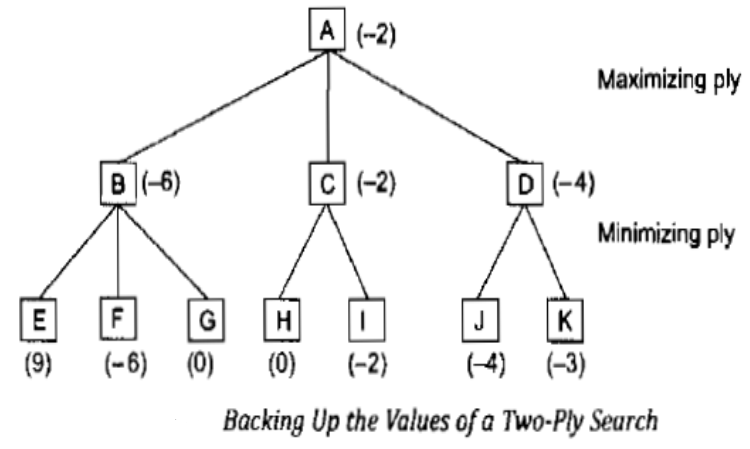 A (–2)
Maximizing ply
B (–6) C (–2) D (–4)
Minimizing ply
E F G H I J K
(9) (–6) (0) (0) (–2) (–4) (–3)
Backing Up the Values of a Two-Ply Search